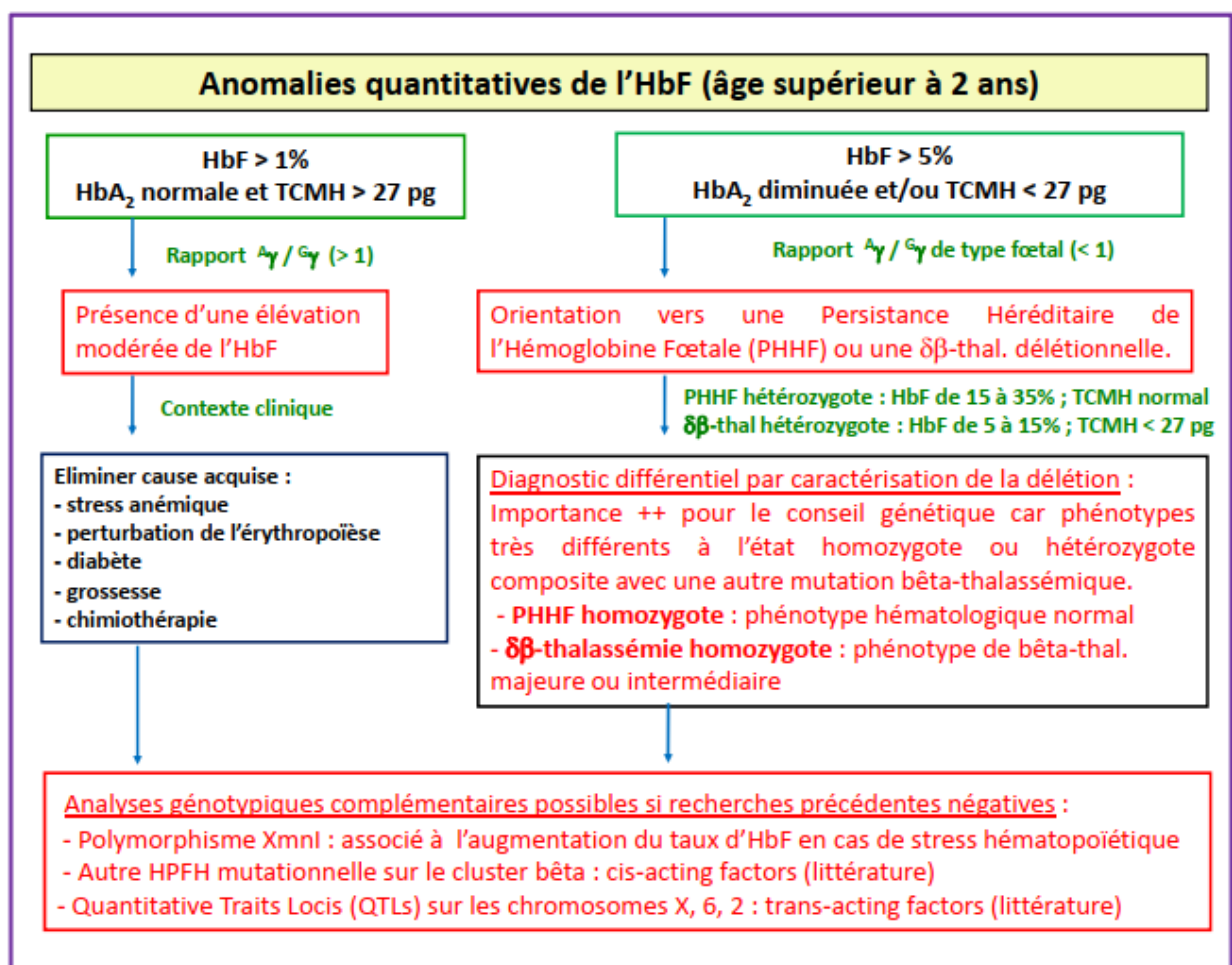 Anomalies quantitatives de l'HbF (âge supérieur à 2 ans)
HbF > 1%
HbA₂ normale et TCMH > 27 pg
Rapport ᴬγ / ᴳγ (> 1)
Présence d'une élévation
modérée de l'HbF
Contexte clinique
Eliminer cause acquise :
- stress anémique
- perturbation de l'érythropoïèse
- diabète
- grossesse
- chimiothérapie
HbF > 5%
HbA₂ diminuée et/ou TCMH < 27 pg
Rapport ᴬγ / ᴳγ de type fœtal (< 1)
Orientation vers une Persistance Héréditaire de
l'Hémoglobine Fœtale (PHHF) ou une δβ-thal. délétionnelle.
PHHF hétérozygote : HbF de 15 à 35% ; TCMH normal
δβ-thal hétérozygote : HbF de 5 à 15% ; TCMH < 27 pg
Diagnostic différentiel par caractérisation de la délétion :
Importance ++ pour le conseil génétique car phénotypes
très différents à l'état homozygote ou hétérozygote
composite avec une autre mutation bêta-thalassémique.
- PHHF homozygote : phénotype hématologique normal
- δβ-thalassémie homozygote : phénotype de bêta-thal.
majeure ou intermédiaire
Analyses génotypiques complémentaires possibles si recherches précédentes négatives :
- Polymorphisme XmnI : associé à l'augmentation du taux d'HbF en cas de stress hématopoïétique
- Autre HPFH mutationnelle sur le cluster bêta : cis-acting factors (littérature)
- Quantitative Traits Locis (QTLs) sur les chromosomes X, 6, 2 : trans-acting factors (littérature)